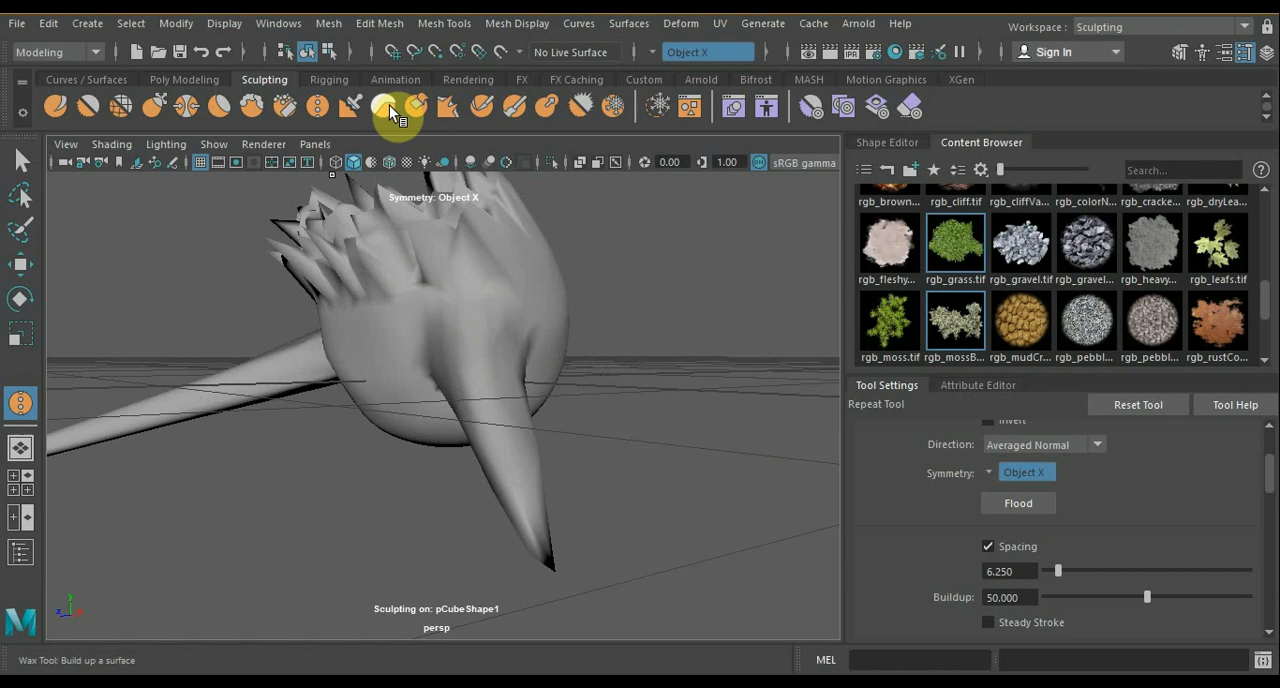 File Edit Create Select Modify Display Windows Mesh Edit Mesh Mesh Tools Mesh Display Curves Surfaces Deform UV Generate Cache Arnold Help Workspace : Sculpting
Modeling No Live Surface Object X Sign In
Curves / Surfaces Poly Modeling Sculpting Rigging Animation Rendering FX FX Caching Custom Arnold Bifrost MASH Motion Graphics XGen
View Shading Lighting Show Renderer Panels
0.00 1.00 ON sRGB gamma
Symmetry: Object X
Sculpting on: pCubeShape1
persp
Shape Editor Content Browser
Search...
rgb_brown... rgb_cliff.tif rgb_cliffVa... rgb_colorN... rgb_cracke... rgb_dryLea...
rgb_fleshy... rgb_grass.tif rgb_gravel.tif rgb_gravel... rgb_heavy... rgb_leafs.tif
rgb_moss.tif rgb_mossB... rgb_mudCr... rgb_pebbl... rgb_pebbl... rgb_rustCo...
Tool Settings Attribute Editor
Repeat Tool Reset Tool Tool Help
Invert
Direction: Averaged Normal
Symmetry: Object X
Flood
Spacing
6.250
Buildup: 50.000
Steady Stroke
Wax Tool: Build up a surface
MEL